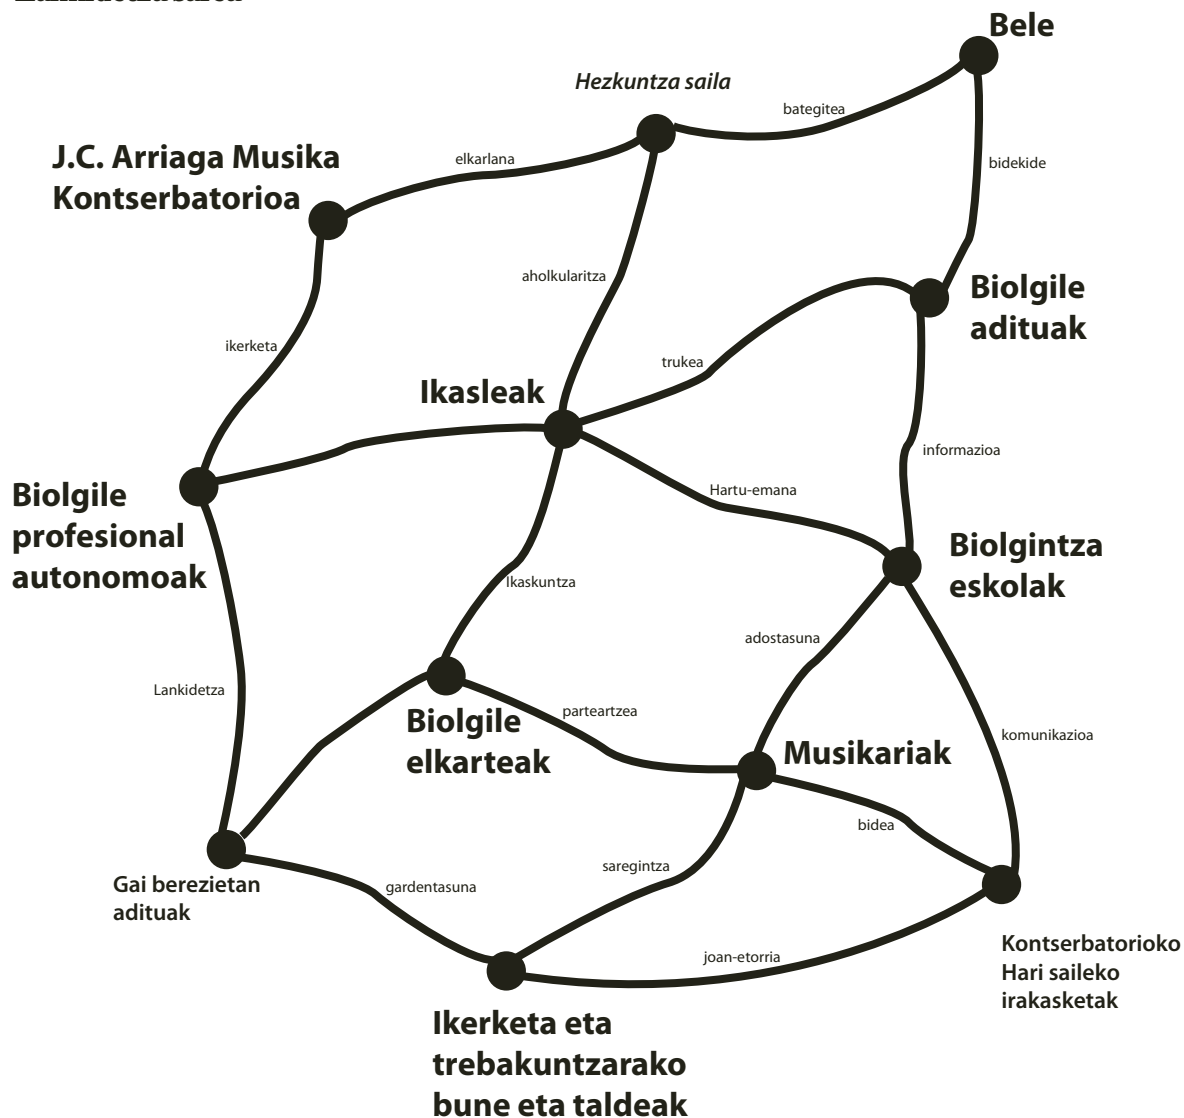 Bele
Hezkuntza saila
bategitea
J.C. Arriaga Musika
Kontserbatorioa
elkarlana
bidekide
aholkularitza
Biolgile
adituak
ikerketa
trukea
Ikasleak
informazioa
Hartu-emana
Biolgile
profesional
autonomoak
Biolgintza
eskolak
Ikaskuntza
adostasuna
Lankidetza
Biolgile
elkarteak
parteartzea
komunikazioa
Musikariak
bidea
saregintza
Gai berezietan
adituak
gardentasuna
joan-etorria
Kontserbatorioko
Hari saileko
irakasketak
Ikerketa eta
trebakuntzarako
bune eta taldeak